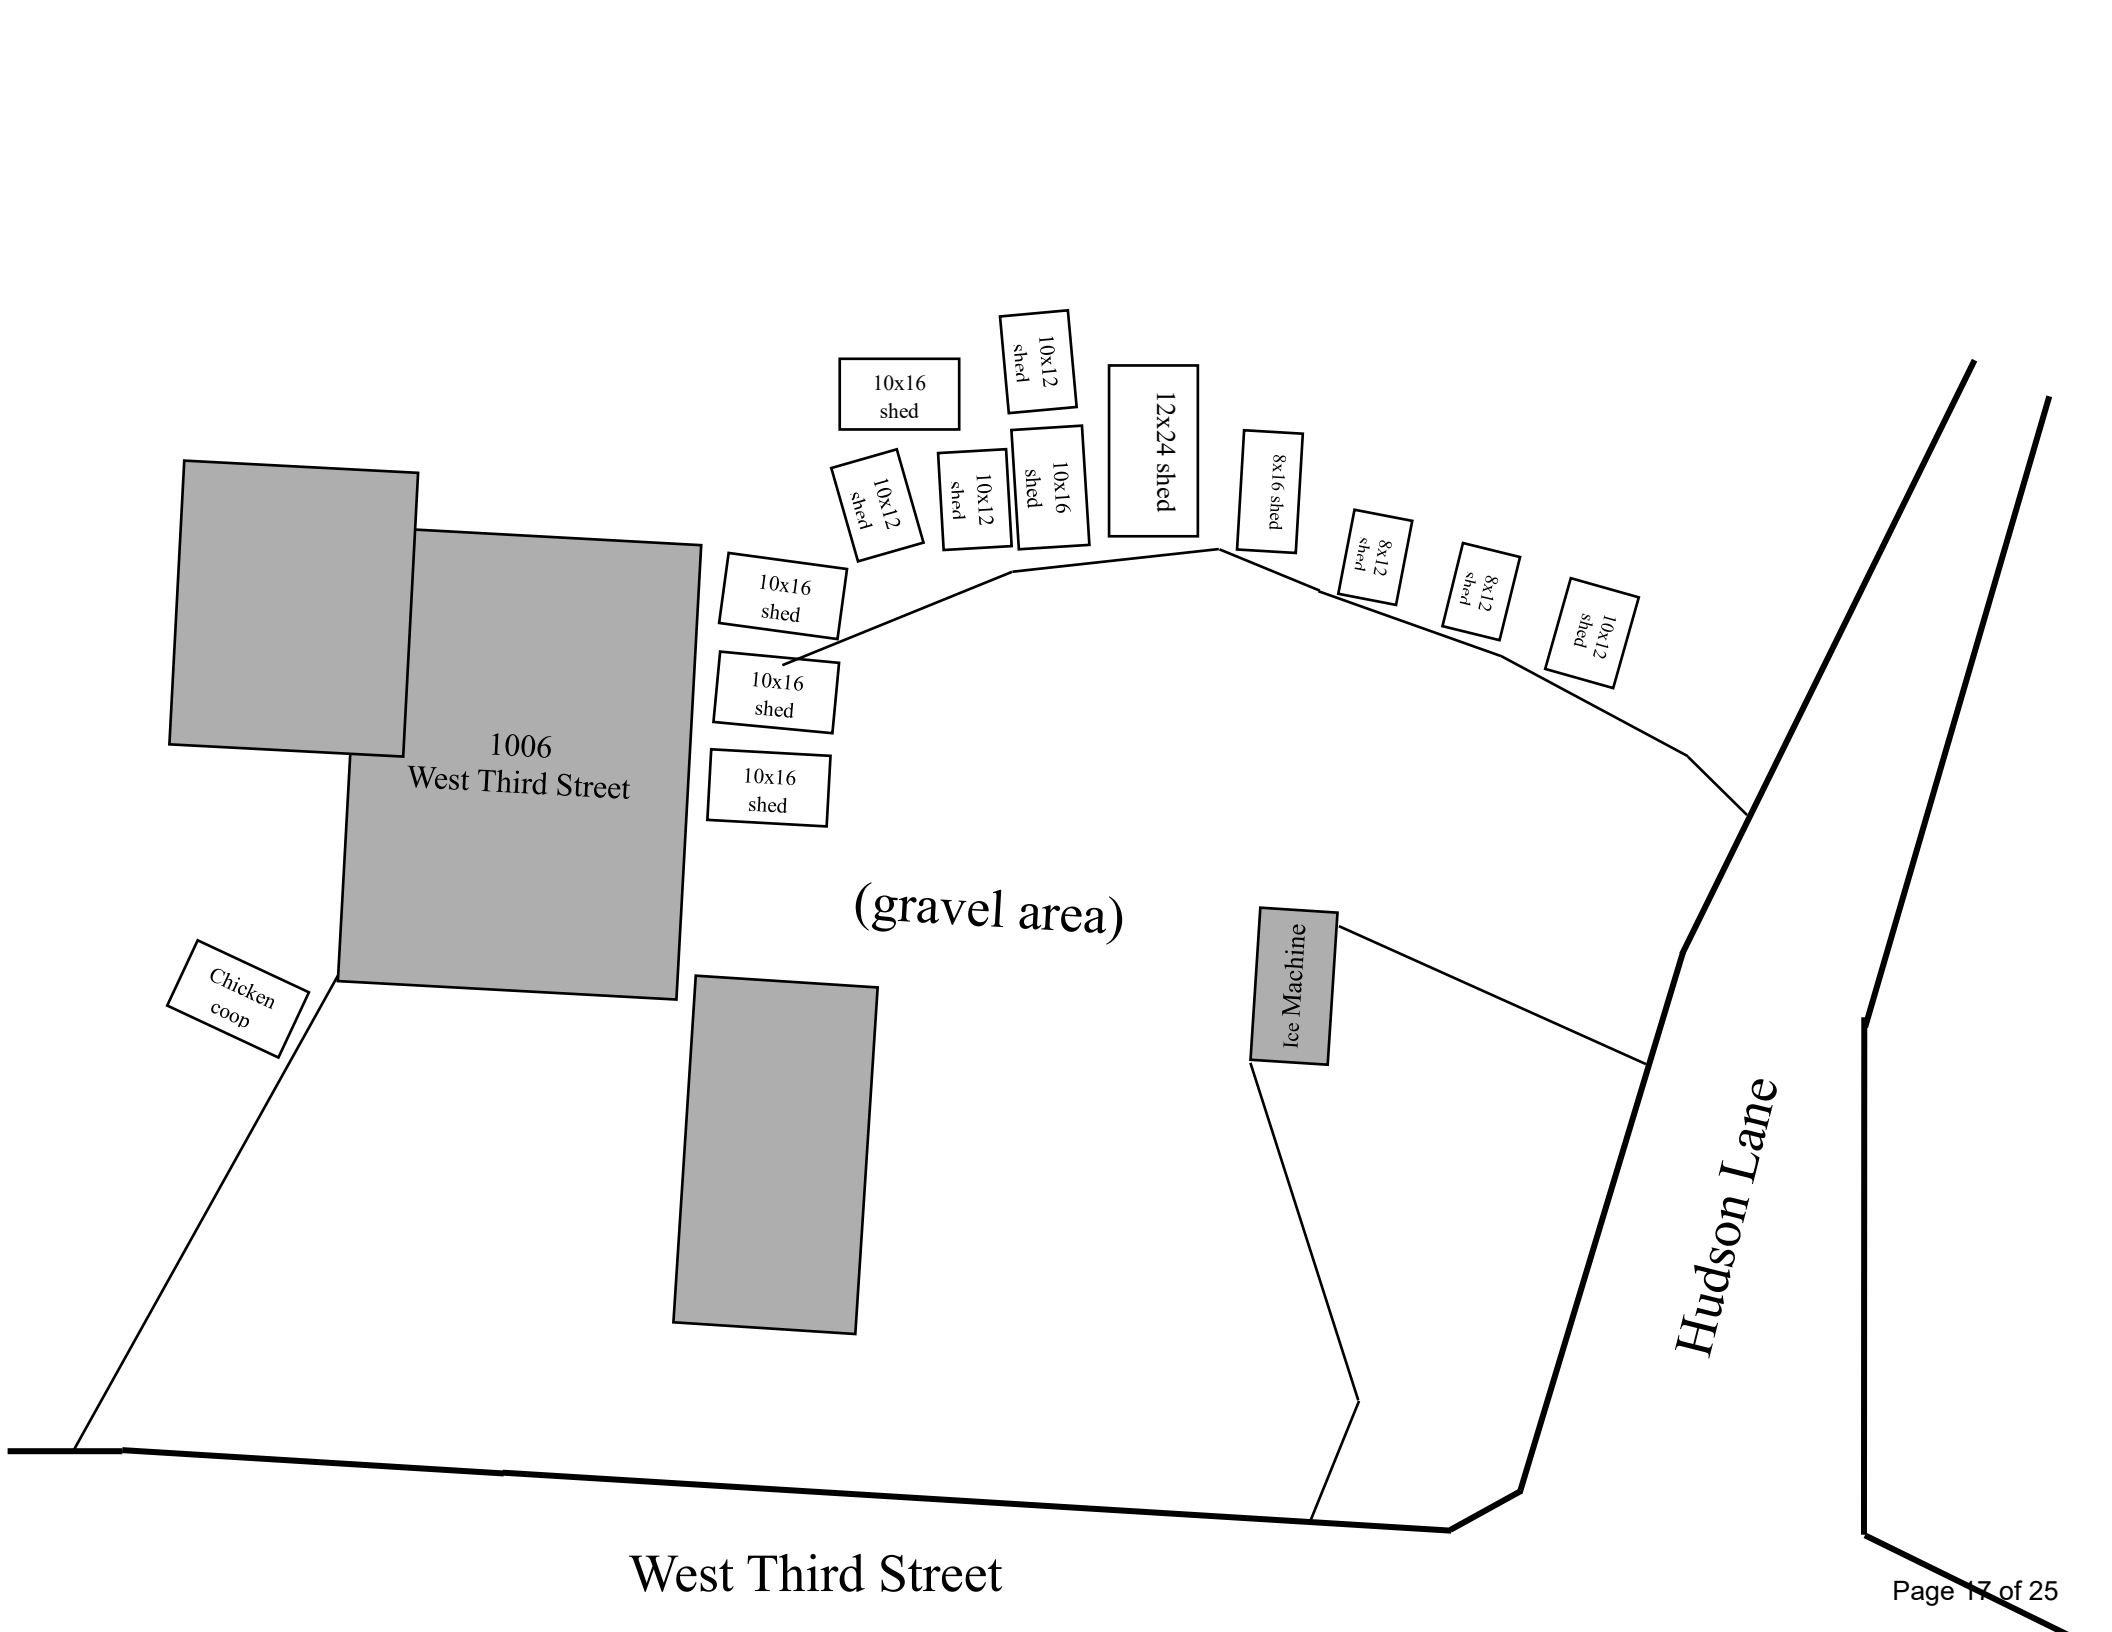 10x12
shed
10x16
shed
12x24 shed
10x12
shed
10x12
shed
10x16
shed
8x16 shed
8x12
shed
8x12
shed
10x12
shed
10x16
shed
10x16
shed
10x16
shed
1006
West Third Street
(gravel area)
Ice Machine
Chicken
coop
Hudson Lane
West Third Street
Page 17 of 25